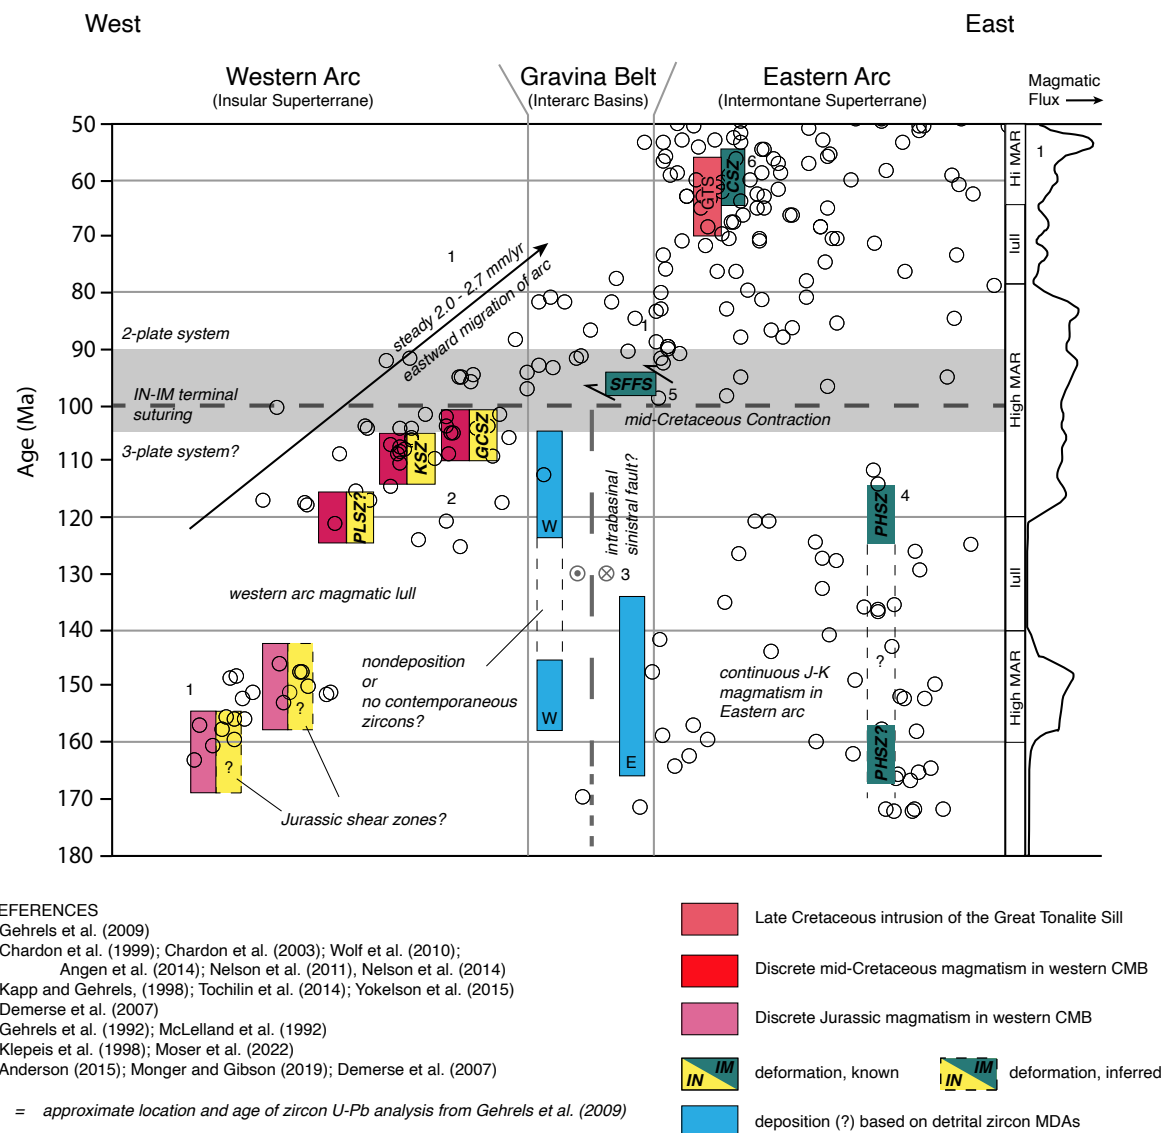 West
East
Western Arc
(Insular Superterrane)
Gravina Belt
(Interarc Basins)
Eastern Arc
(Intermontane Superterrane)
Magmatic
Flux
Age (Ma)
50
60
70
80
90
100
110
120
130
140
150
160
170
180
1
steady 2.0 - 2.7 mm/yr
eastward migration of arc
2-plate system
IN-IM terminal
suturing
3-plate system?
mid-Cretaceous Contraction
GTS
CSZ
6
1
SFFS
5
KSZ
GCSZ
PLSZ?
2
W
intrabasinal
sinistral fault?
3
PHSZ
4
western arc magmatic lull
nondeposition
or
no contemporaneous
zircons?
W
E
continuous J-K
magmatism in
Eastern arc
?
PHSZ?
1
?
?
Jurassic shear zones?
Hi MAR
lull
High MAR
lull
High MAR
1
EFERENCES
Gehrels et al. (2009)
Chardon et al. (1999); Chardon et al. (2003); Wolf et al. (2010);
Angen et al. (2014); Nelson et al. (2011), Nelson et al. (2014)
Kapp and Gehrels, (1998); Tochilin et al. (2014); Yokelson et al. (2015)
Demerse et al. (2007)
Gehrels et al. (1992); McLelland et al. (1992)
Klepeis et al. (1998); Moser et al. (2022)
Anderson (2015); Monger and Gibson (2019); Demerse et al. (2007)
= approximate location and age of zircon U-Pb analysis from Gehrels et al. (2009)
Late Cretaceous intrusion of the Great Tonalite Sill
Discrete mid-Cretaceous magmatism in western CMB
Discrete Jurassic magmatism in western CMB
IN IM deformation, known
IN IM deformation, inferred
deposition (?) based on detrital zircon MDAs